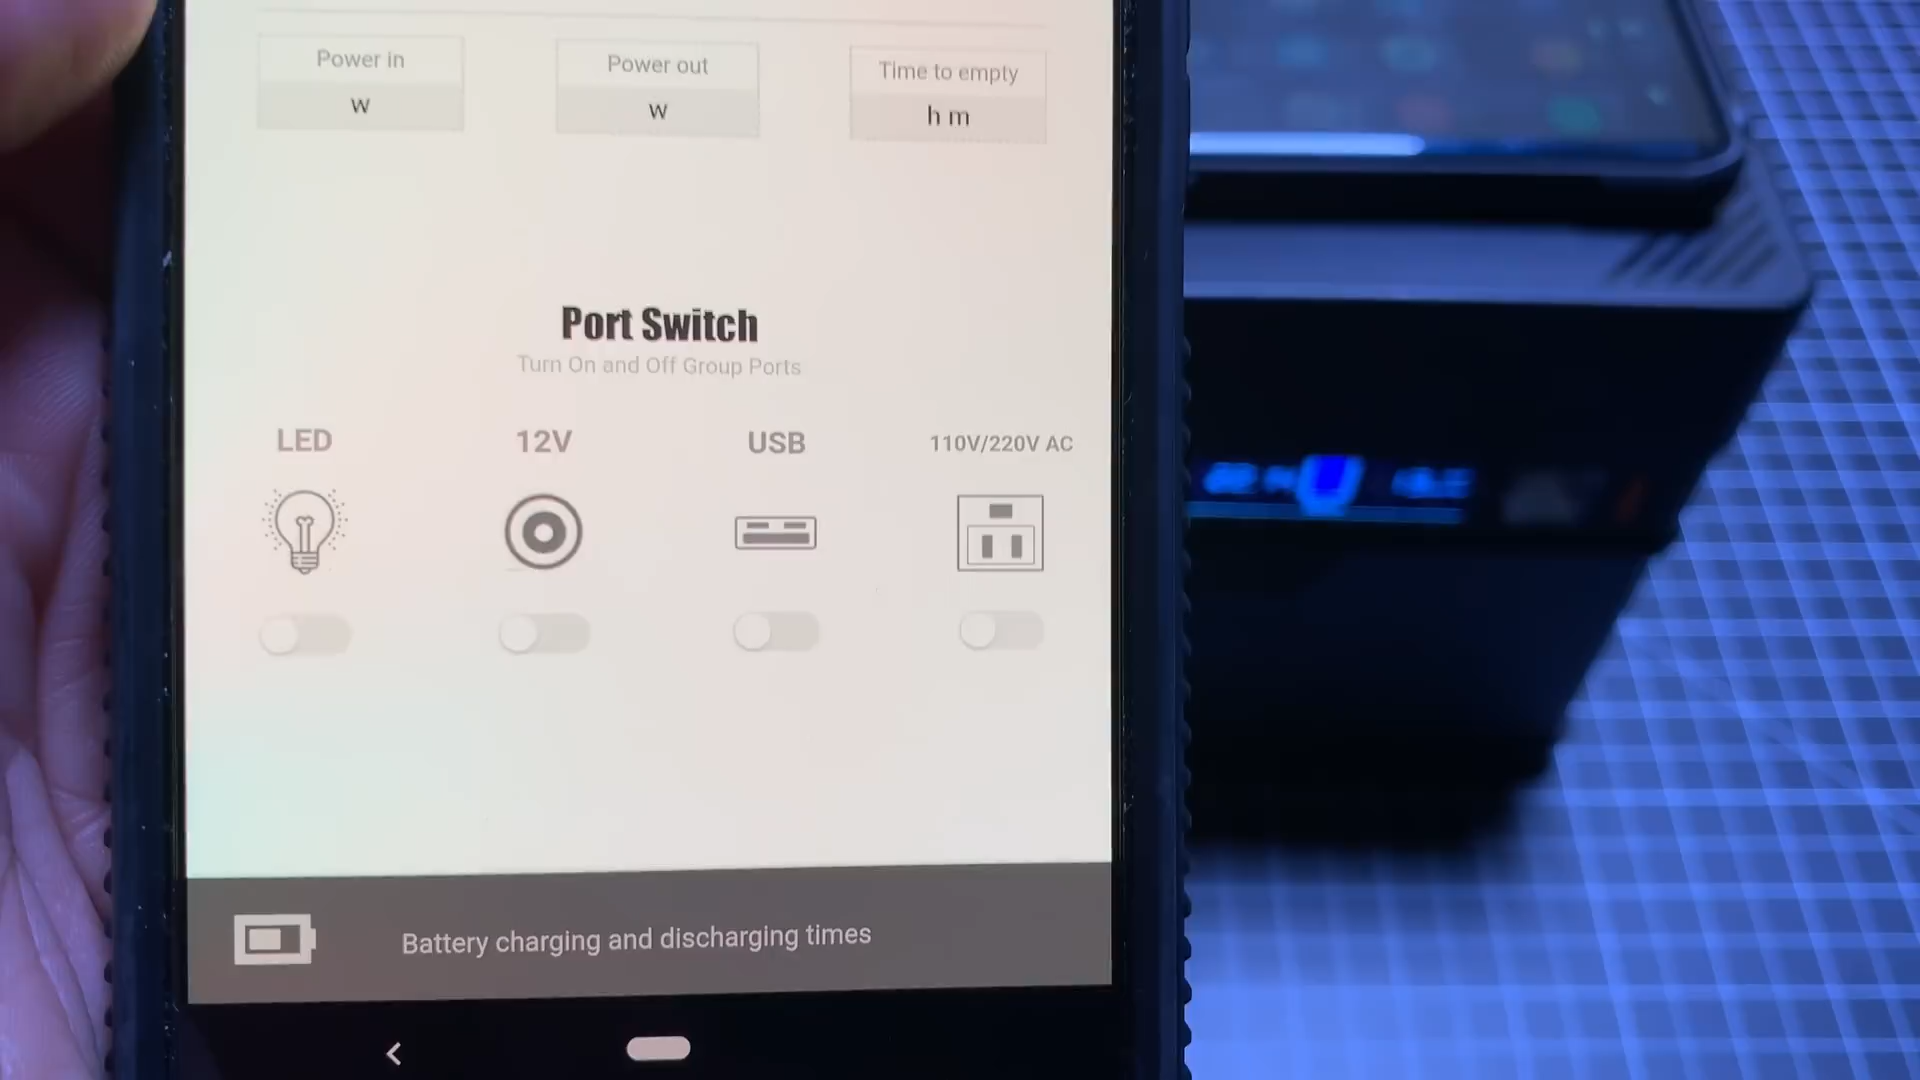 Power in
Power out
Time to empty
w
w
h m
Port Switch
Turn On and Off Group Ports
LED
12V
USB
110V/220V AC
Battery charging and discharging times